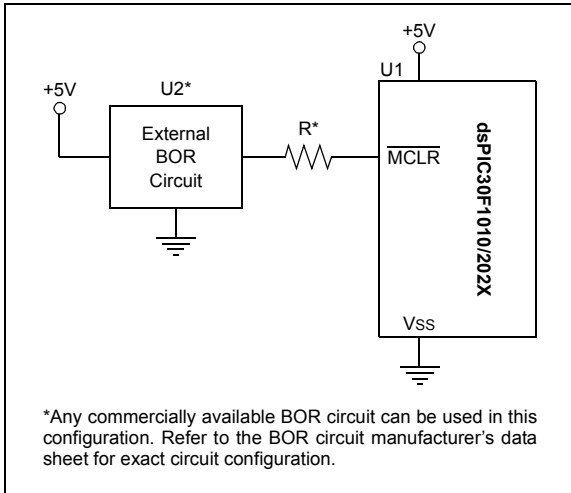 +5V
U1
+5V
U2*
External
BOR
Circuit
R*
MCLR
dsPIC30F1010/202X
VSS
*Any commercially available BOR circuit can be used in this
configuration. Refer to the BOR circuit manufacturer's data
sheet for exact circuit configuration.